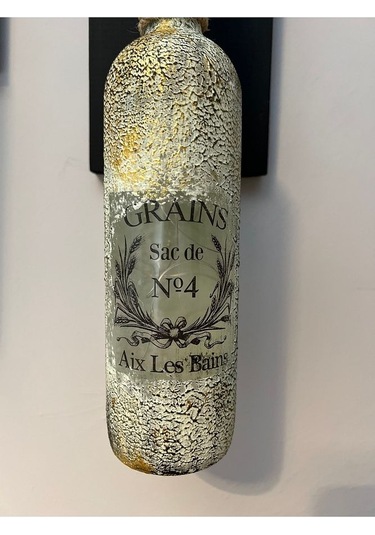 GRAINS
Sac de
Nº4
Aix Les Bains